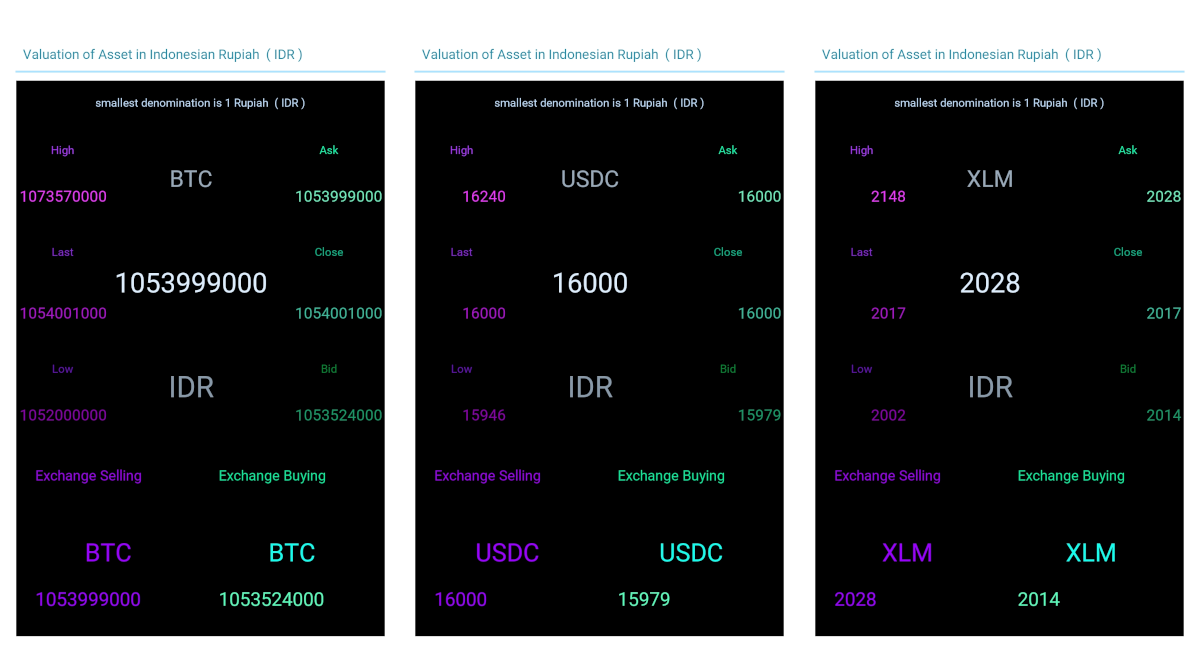 Valuation of Asset in Indonesian Rupiah ( IDR )
smallest denomination is 1 Rupiah ( IDR )
High
Ask
BTC
1073570000
1053999000
Last
Close
1053999000
1054001000
1054001000
Low
Bid
IDR
1052000000
1053524000
Exchange Selling
Exchange Buying
BTC
BTC
1053999000
1053524000
Valuation of Asset in Indonesian Rupiah ( IDR )
smallest denomination is 1 Rupiah ( IDR )
High
Ask
USDC
16240
16000
Last
Close
16000
16000
16000
Low
Bid
IDR
15946
15979
Exchange Selling
Exchange Buying
USDC
USDC
16000
15979
Valuation of Asset in Indonesian Rupiah ( IDR )
smallest denomination is 1 Rupiah ( IDR )
High
Ask
XLM
2148
2028
Last
Close
2028
2017
2017
Low
Bid
IDR
2002
2014
Exchange Selling
Exchange Buying
XLM
XLM
2028
2014